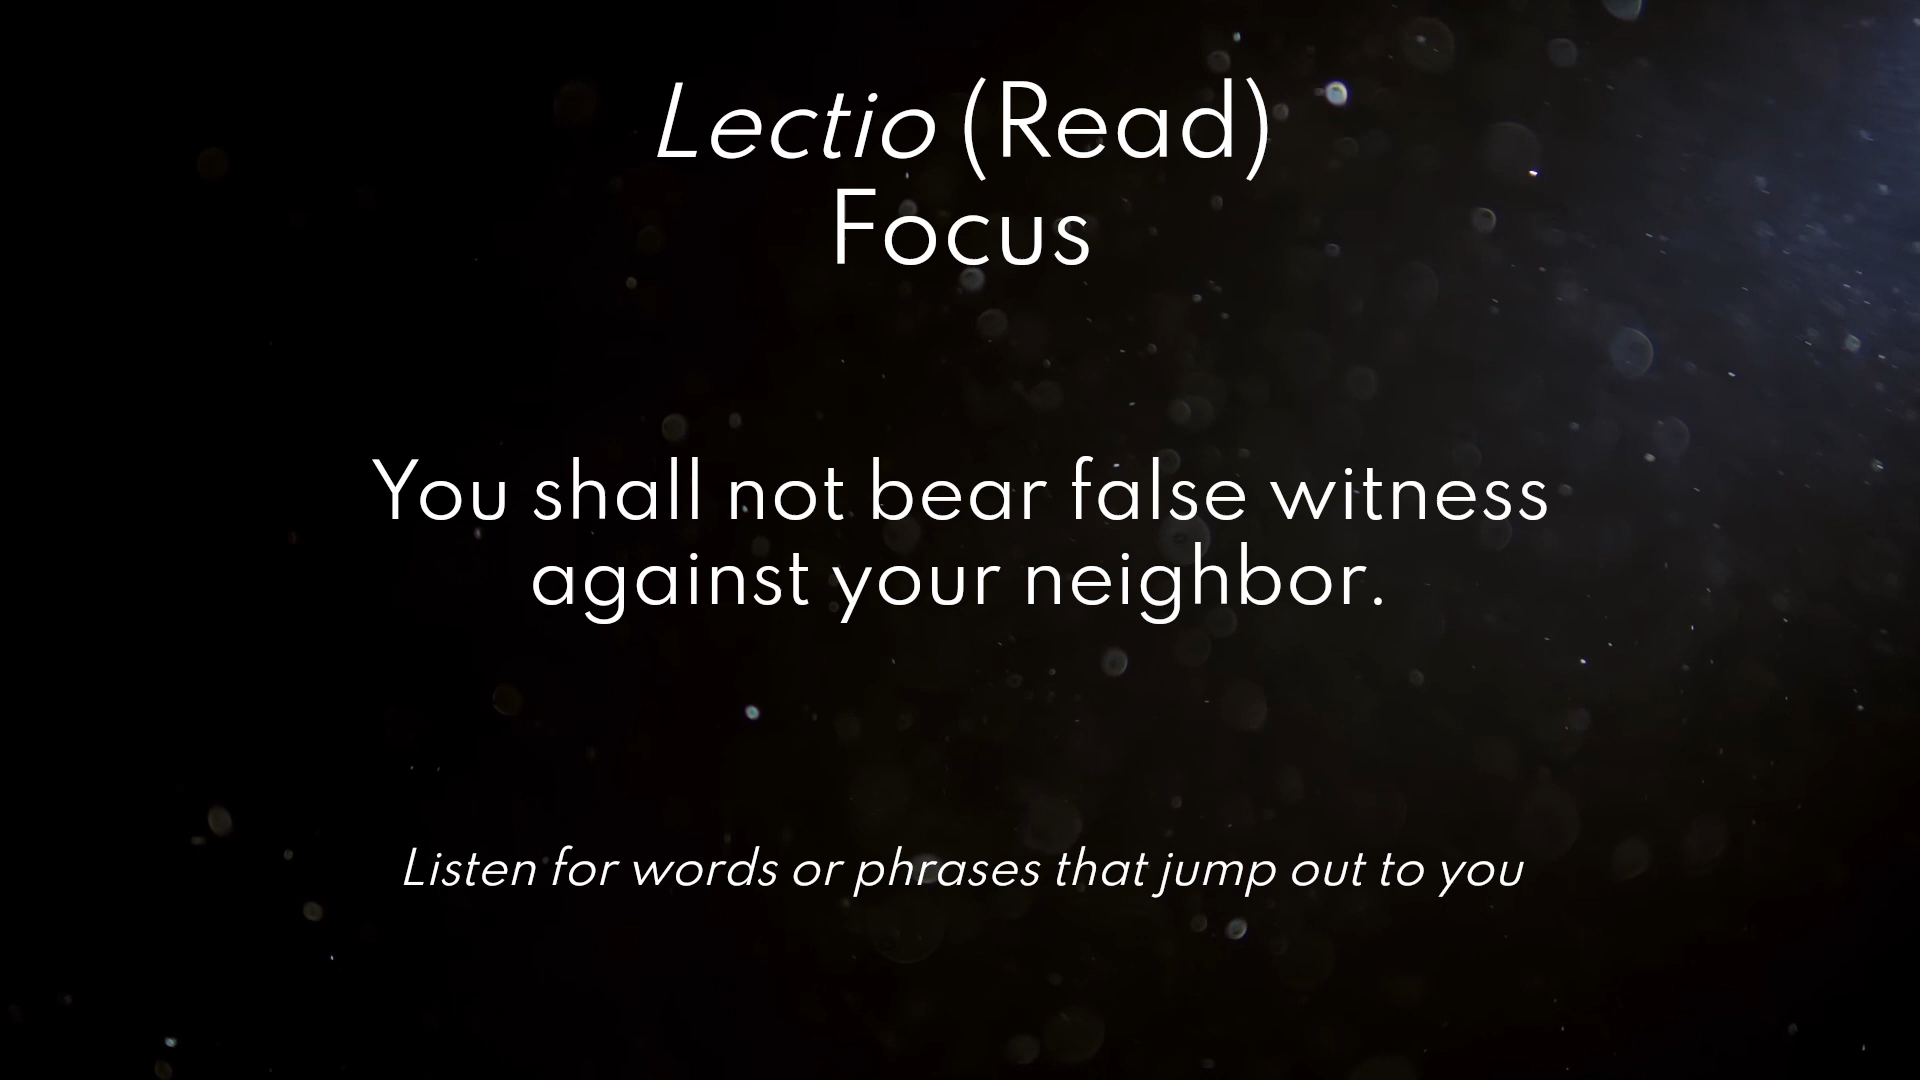 Lectio (Read)
Focus
You shall not bear false witness
against your neighbor.
Listen for words or phrases that jump out to you